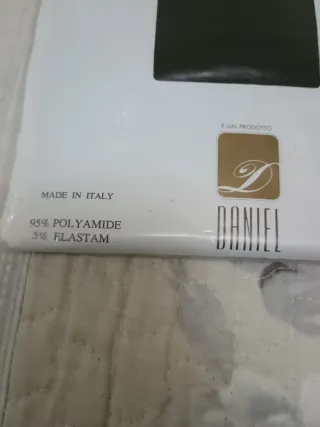 È UN PRODOTTO
D
DANIEL
MADE IN ITALY
95% POLYAMIDE
5% ELASTAM